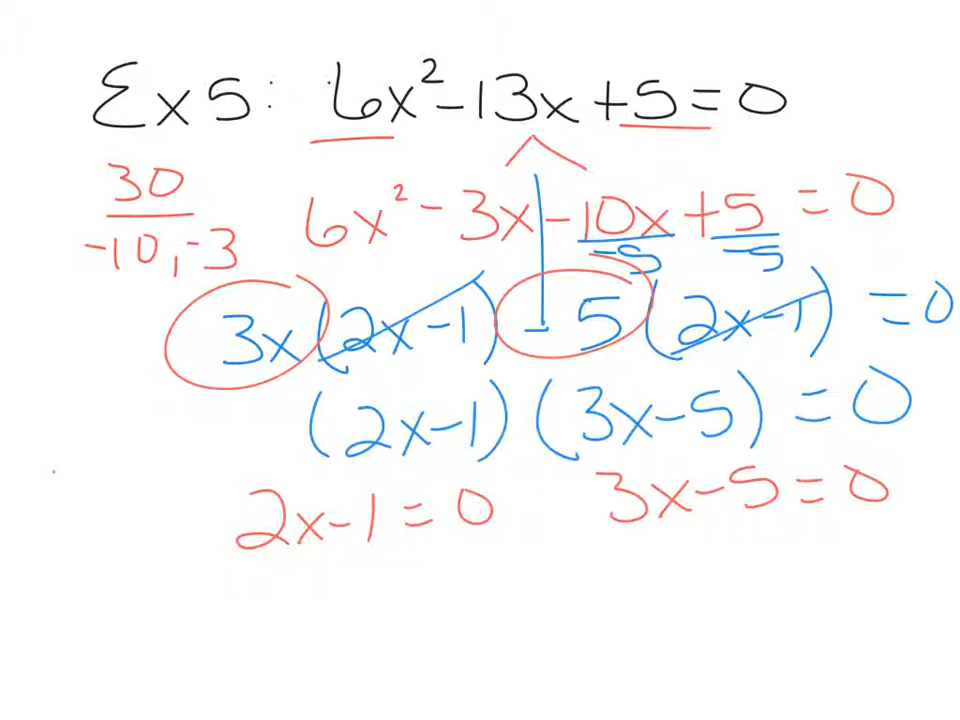 Ex 5: 6x² - 13x + 5 = 0
30
-10, -3
6x² - 3x - 10x + 5 = 0
-5 -5
3x(2x - 1) - 5(2x - 1) = 0
(2x - 1)(3x - 5) = 0
2x - 1 = 0 3x - 5 = 0